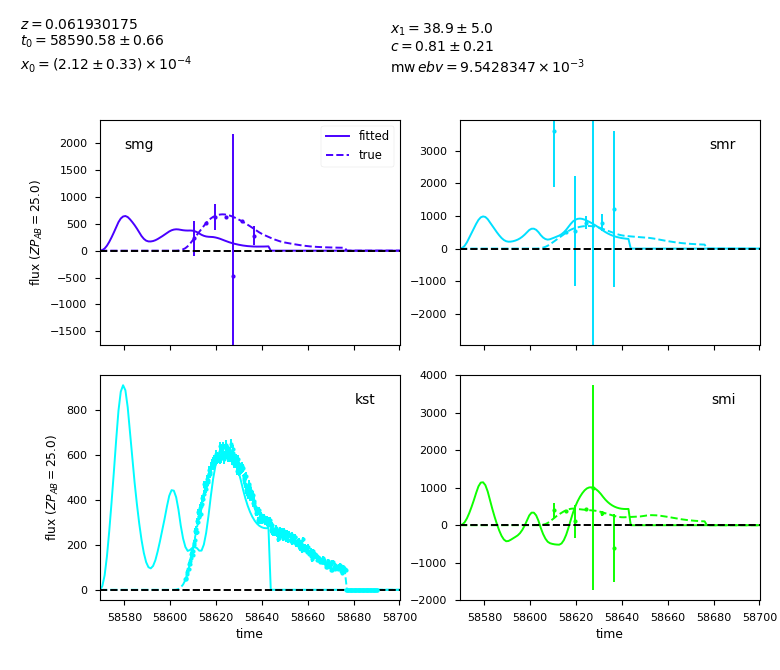 z = 0.061930175
t₀ = 58590.58 ± 0.66
x₀ = (2.12 ± 0.33) × 10⁻⁴
x₁ = 38.9 ± 5.0
c = 0.81 ± 0.21
mw ebv = 9.5428347 × 10⁻³
smg
fitted
true
2000
1500
1000
500
0
−500
−1000
−1500
flux (ZP_AB = 25.0)
smr
3000
2000
1000
0
−1000
−2000
kst
800
600
400
200
0
flux (ZP_AB = 25.0)
58580 58600 58620 58640 58660 58680 58700
time
smi
4000
3000
2000
1000
0
−1000
−2000
58580 58600 58620 58640 58660 58680 58700
time